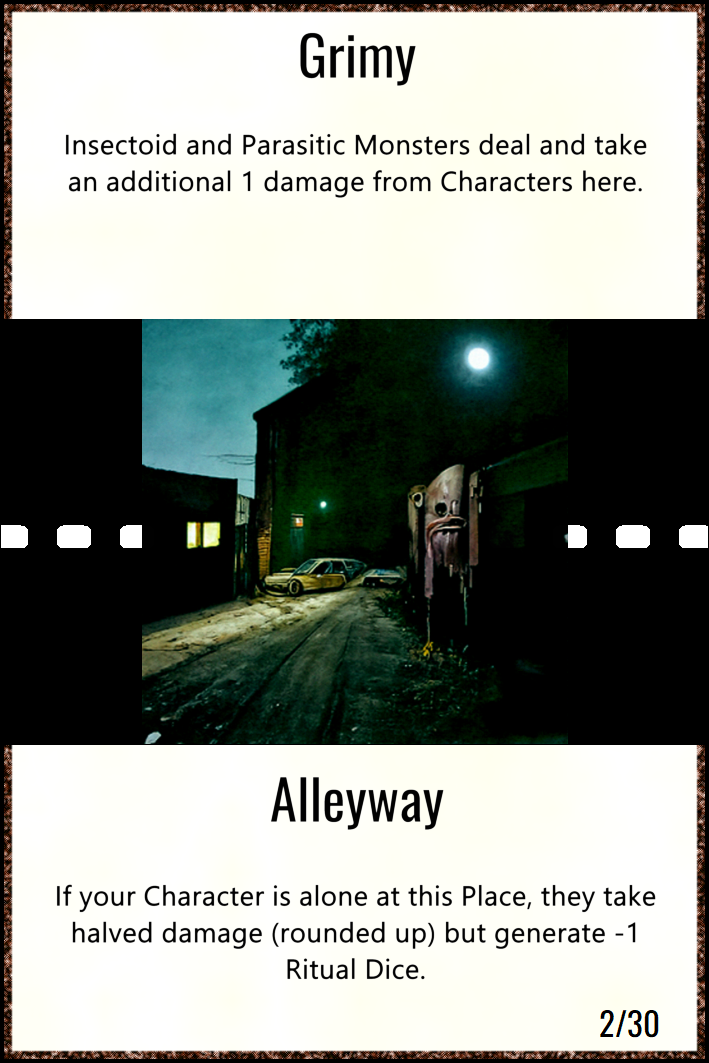 Grimy
Insectoid and Parasitic Monsters deal and take
an additional 1 damage from Characters here.
Alleyway
If your Character is alone at this Place, they take
halved damage (rounded up) but generate -1
Ritual Dice.
2/30